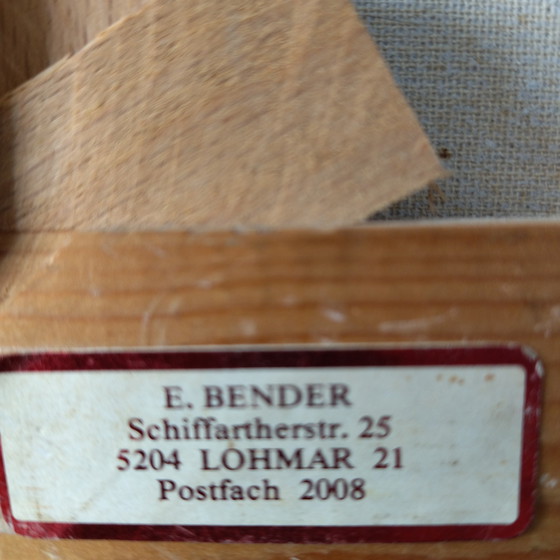 E. BENDER
Schiffartherstr. 25
5204 LOHMAR 21
Postfach 2008